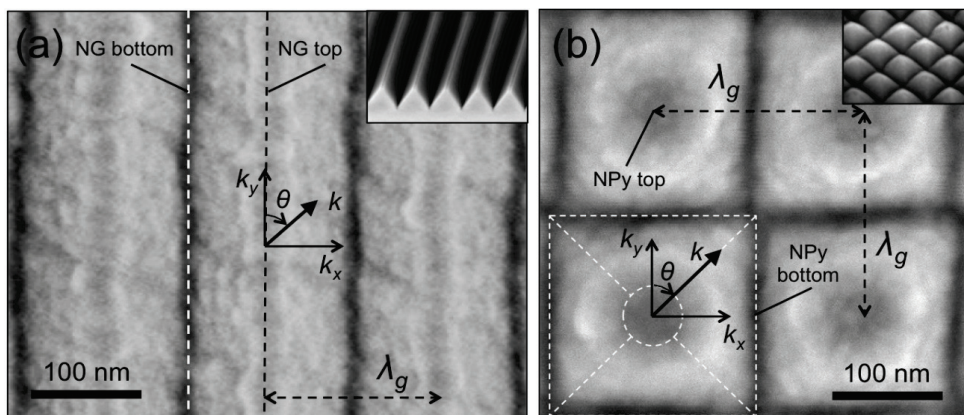 (a)
NG bottom
NG top
k_y
θ
k
k_x
100 nm
λ_g
(b)
λ_g
NPy top
λ_g
NPy
bottom
k_y
k
θ
k_x
100 nm